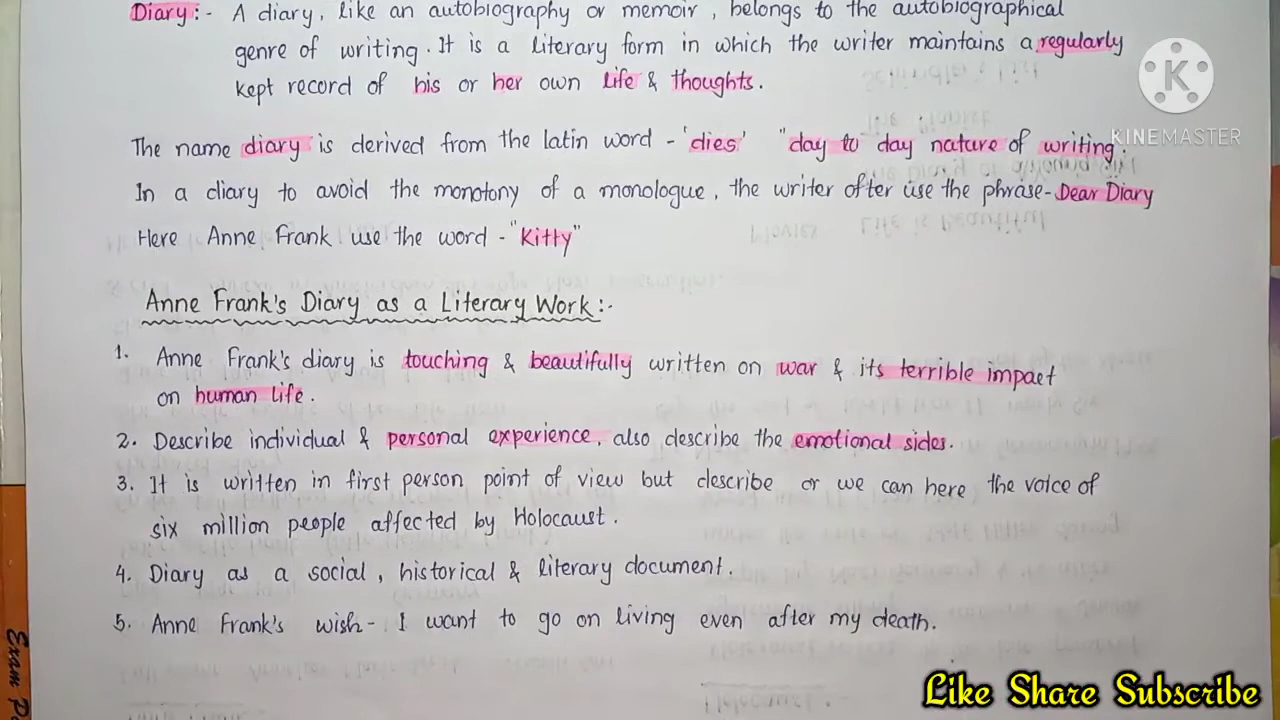 Diary:- A diary, like an autobiography or memoir, belongs to the autobiographical
genre of writing. It is a literary form in which the writer maintains a regularly
kept record of his or her own life & thoughts.
KINEMASTER
The name diary is derived from the latin word - 'dies' "day to day nature of writing.
In a diary to avoid the monotony of a monologue, the writer ofter use the phrase- Dear Diary
Here Anne Frank use the word - "Kitty"
Anne Frank's Diary as a Literary Work:-
1. Anne Frank's diary is touching & beautifully written on war & its terrible impact
on human life.
2. Describe individual & personal experience, also describe the emotional sides.
3. It is written in first person point of view but describe or we can here the voice of
six million people affected by Holocaust.
4. Diary as a social, historical & literary document.
5. Anne Frank's wish- I want to go on living even after my death.
Like Share Subscribe